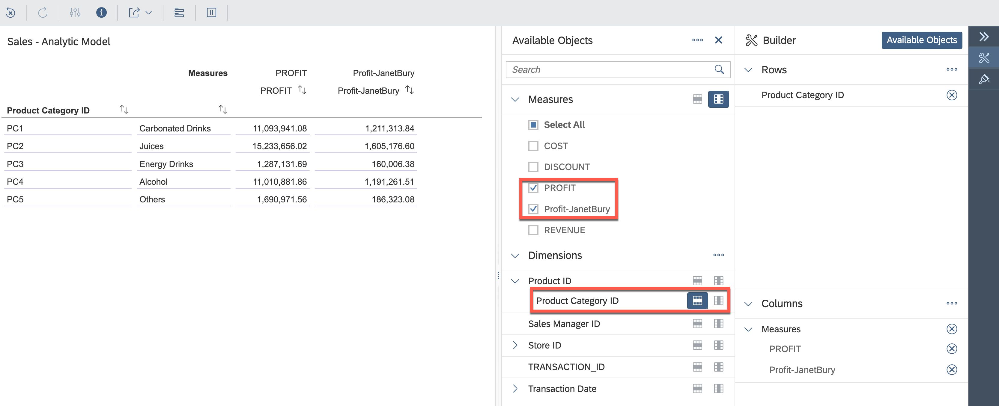 Sales - Analytic Model
Measures PROFIT Profit-JanetBury
PROFIT Profit-JanetBury
Product Category ID
PC1 Carbonated Drinks 11,093,941.08 1,211,313.84
PC2 Juices 15,233,656.02 1,605,176.60
PC3 Energy Drinks 1,287,131.69 160,006.38
PC4 Alcohol 11,010,881.86 1,191,261.51
PC5 Others 1,690,971.56 186,323.08
Available Objects
Search
Measures
Select All
COST
DISCOUNT
PROFIT
Profit-JanetBury
REVENUE
Dimensions
Product ID
Product Category ID
Sales Manager ID
Store ID
TRANSACTION_ID
Transaction Date
Builder Available Objects
Rows
Product Category ID
Columns
Measures
PROFIT
Profit-JanetBury